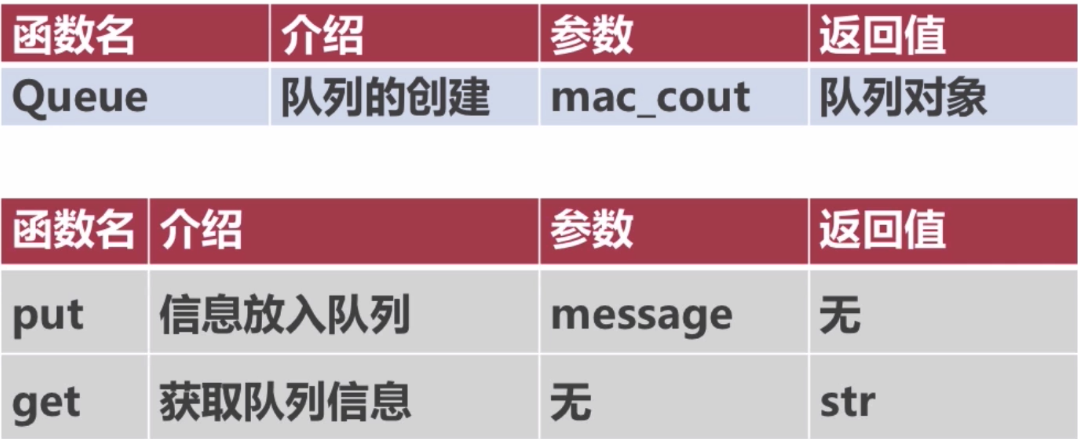 函数名 介绍 参数 返回值
Queue 队列的创建 mac_cout 队列对象
函数名 介绍 参数 返回值
put 信息放入队列 message 无
get 获取队列信息 无 str